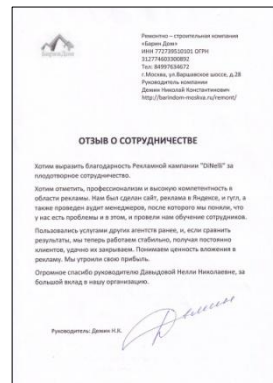 Ремонтно – строительная компания
«Барин Дом»
ИНН 772739510101 ОГРН
312774603300892
Тел: 84997634672
г.Москва, ул.Варшавское шоссе, д.28
Руководитель компании
Демин Николай Константинович
http://barindom-moskva.ru/remont/
БаринДом
ОТЗЫВ О СОТРУДНИЧЕСТВЕ
Хотим выразить благодарность Рекламной кампании "DiNelli" за
плодотворное сотрудничество.
Хотим отметить, профессионализм и высокую компетентность в
области рекламы. Нам был сделан сайт, реклама в Яндексе, и гугл, а
также проведен аудит менеджеров, после которого мы поняли, что
у нас есть проблемы и в этом, и провели нам обучение сотрудников.
Пользовались услугами других агентств ранее, и, если сравнить
результаты, мы теперь работаем стабильно, получая постоянно
клиентов, удачно их закрываем. Понимаем ценность вложения в
рекламу. Мы утроили свою прибыль.
Огромное спасибо руководителю Давыдовой Нелли Николаевне, за
большой вклад в нашу организацию.
Руководитель: Демин Н.К.